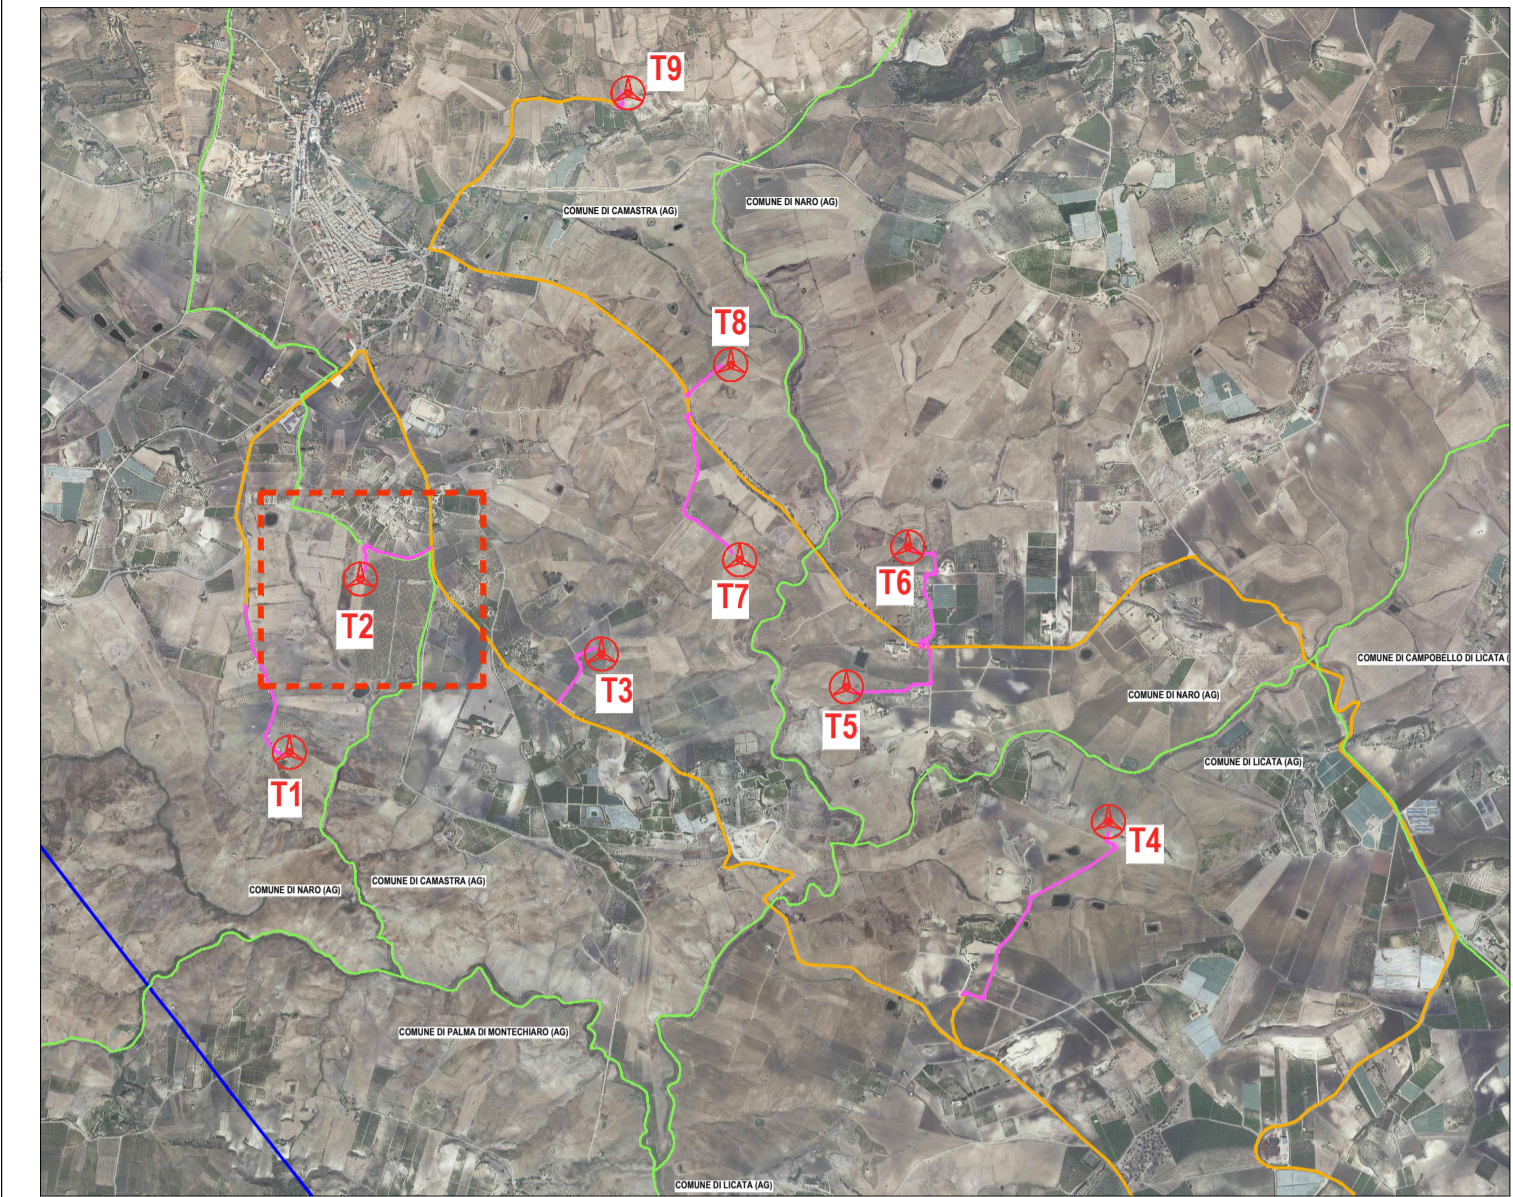 T9
COMUNE DI CAMASTRA (AG)
COMUNE DI NARO (AG)
T8
T6
T7
T2
T3
T5
COMUNE DI CAMPOBELLO DI LICATA (
COMUNE DI NARO (AG)
COMUNE DI LICATA (AG)
T1
T4
COMUNE DI NARO (AG)
COMUNE DI CAMASTRA (AG)
COMUNE DI PALMA DI MONTECHIARO (AG)
COMUNE DI LICATA (AG)